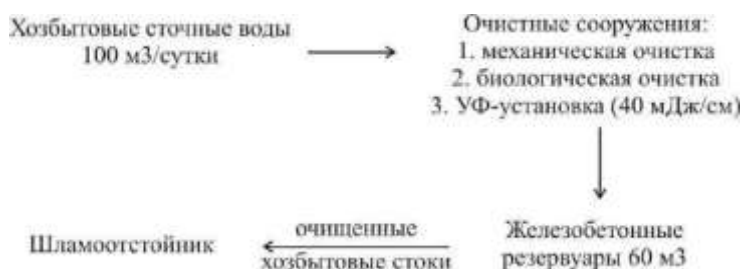 Хозбытовые сточные воды
100 м3/сутки
Очистные сооружения:
1. механическая очистка
2. биологическая очистка
3. УФ-установка (40 мДж/см)
Железобетонные
резервуары 60 м3
очищенные
хозбытовые стоки
Шламоотстойник